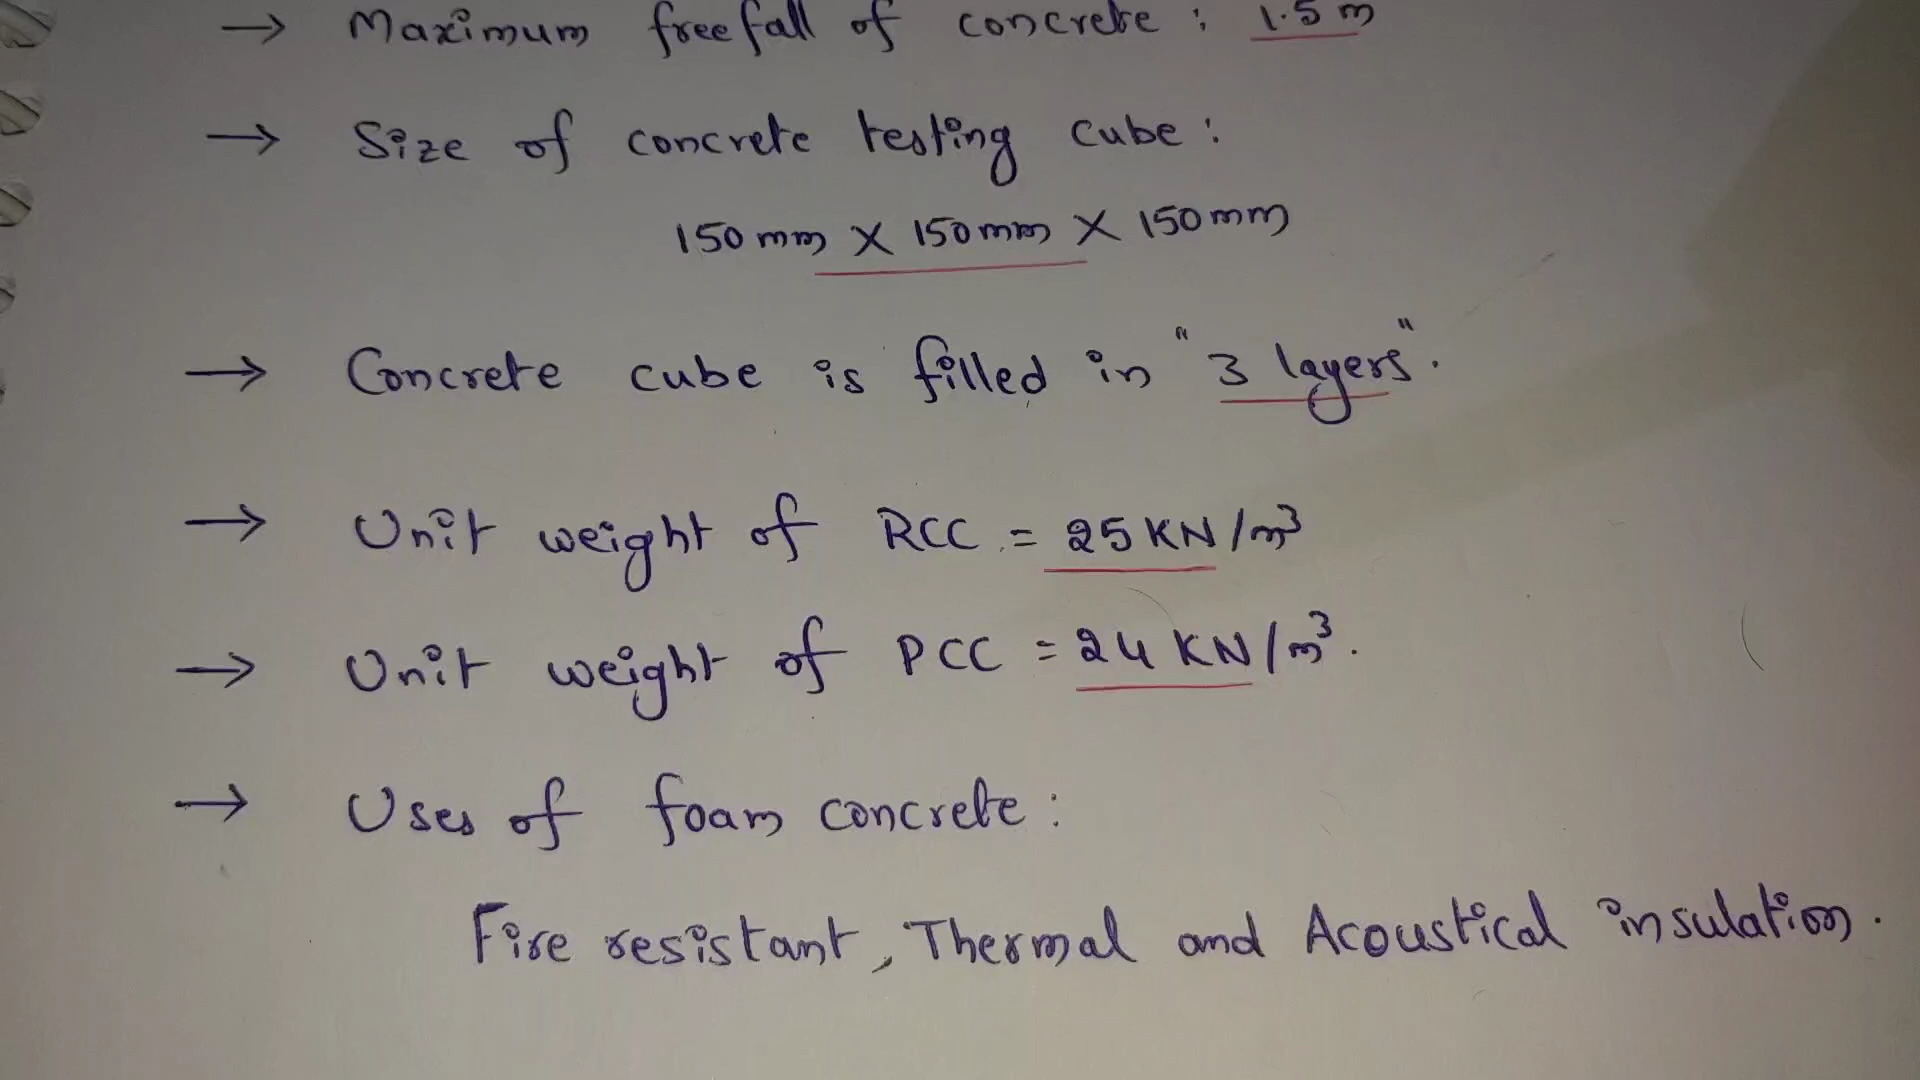 → Maximum freefall of concrete : 1.5 m
→ Size of concrete testing cube :
150 mm X 150 mm X 150 mm
→ Concrete cube is filled in "3 layers".
→ Unit weight of RCC = 25 KN/m³
→ Unit weight of PCC = 24 KN/m³.
→ Uses of foam concrete :
Fire resistant, Thermal and Acoustical insulation.